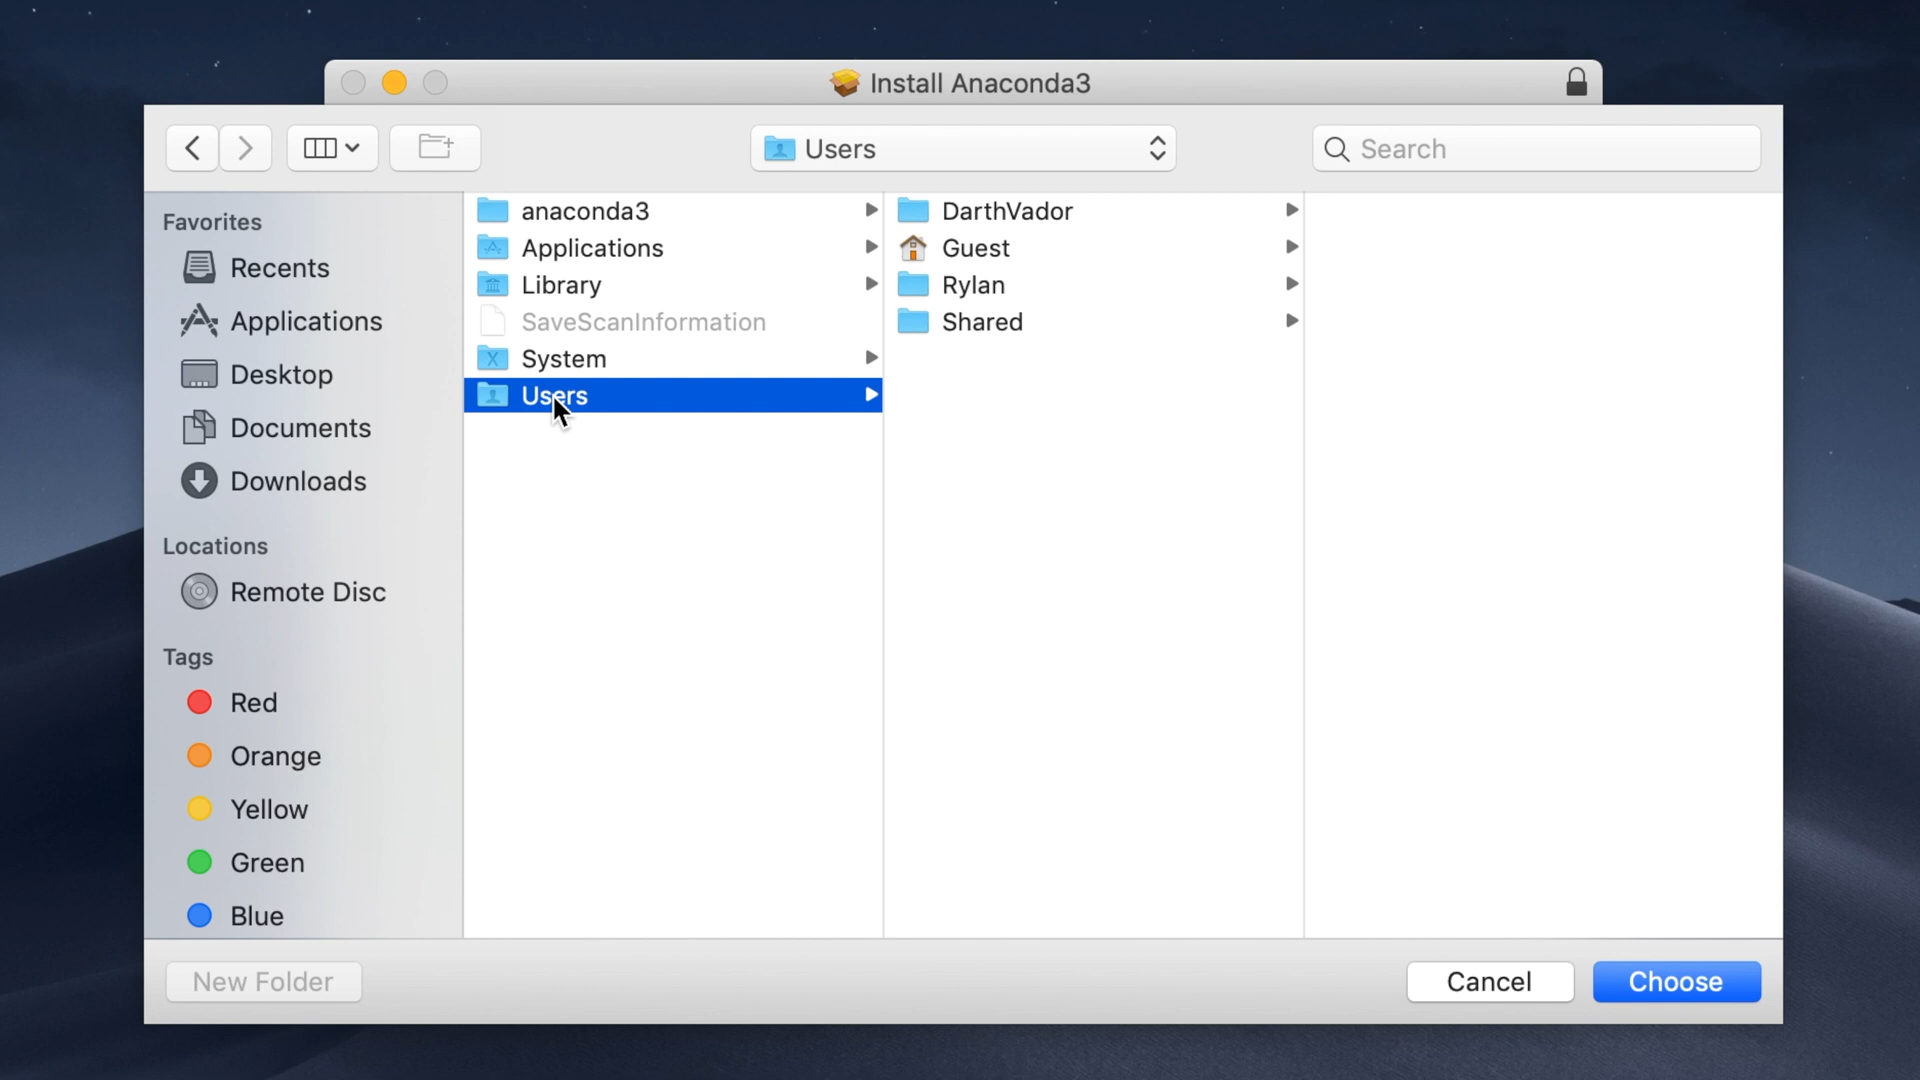 Install Anaconda3
Users
Search
Favorites
Recents
Applications
Desktop
Documents
Downloads
Locations
Remote Disc
Tags
Red
Orange
Yellow
Green
Blue
anaconda3
Applications
Library
SaveScanInformation
System
Users
DarthVador
Guest
Rylan
Shared
New Folder
Cancel
Choose